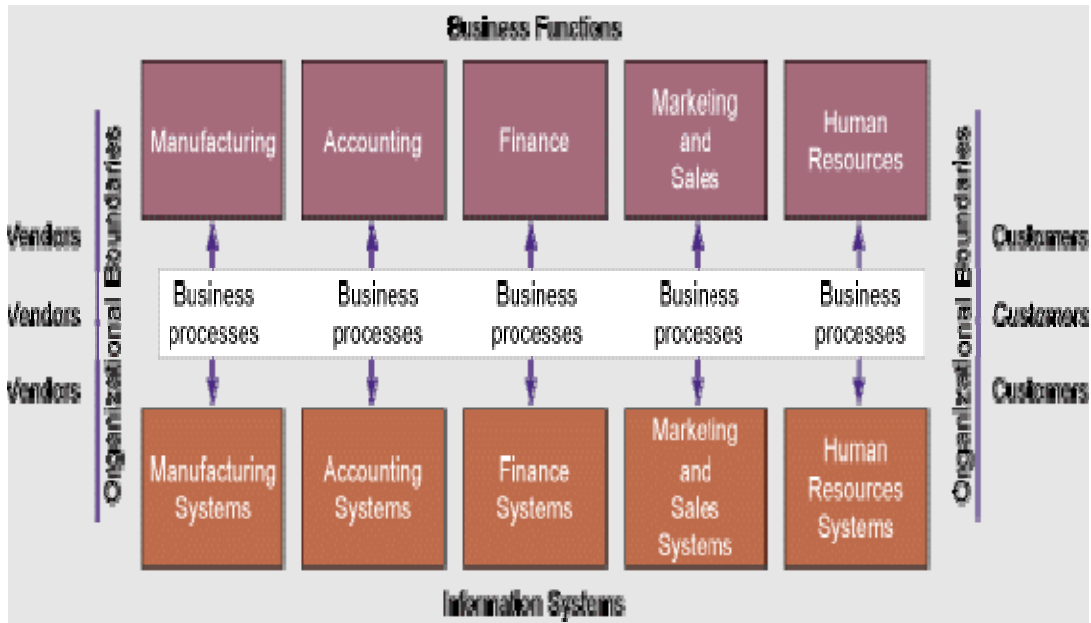 Business Functions
Manufacturing
Accounting
Finance
Marketing
and
Sales
Human
Resources
Organizational Boundaries
Organizational Boundaries
Vendors
Vendors
Vendors
Customers
Customers
Customers
Business
processes
Business
processes
Business
processes
Business
processes
Business
processes
Manufacturing
Systems
Accounting
Systems
Finance
Systems
Marketing
and
Sales
Systems
Human
Resources
Systems
Information Systems